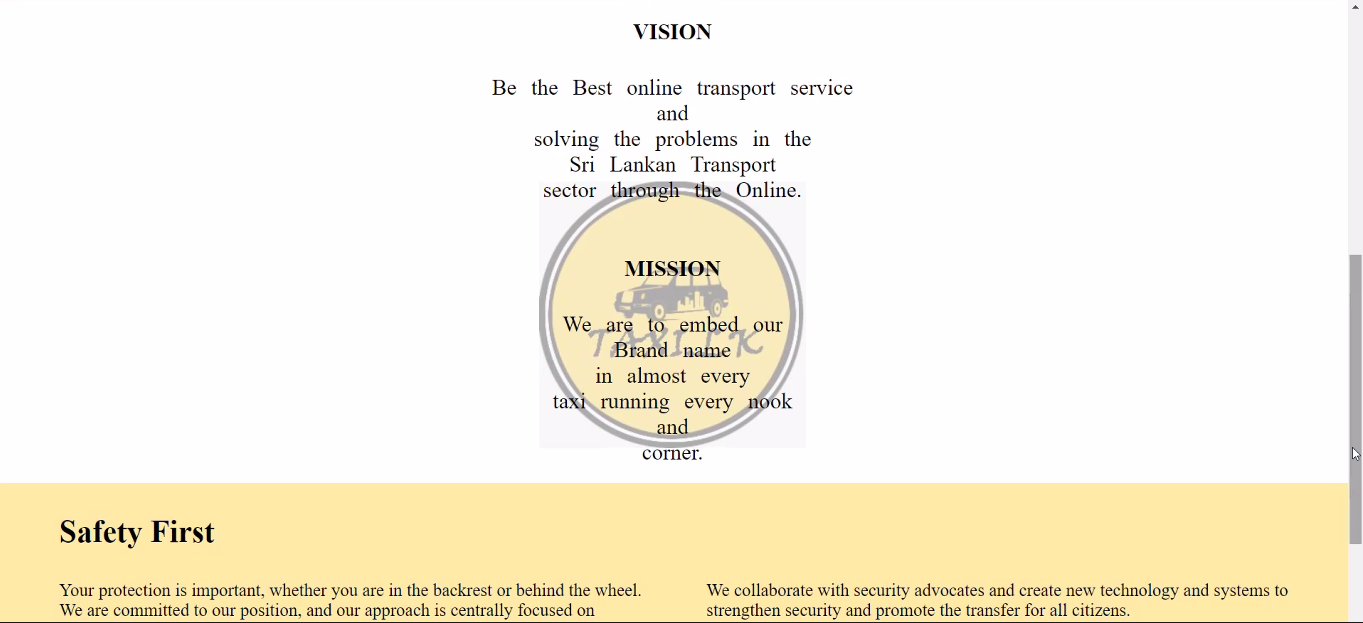 VISION
Be the Best online transport service
and
solving the problems in the
Sri Lankan Transport
sector through the Online.
MISSION
We are to embed our
TAXI.LK
Brand name
in almost every
taxi running every nook
and
corner.
Safety First
Your protection is important, whether you are in the backrest or behind the wheel.
We are committed to our position, and our approach is centrally focused on
We collaborate with security advocates and create new technology and systems to
strengthen security and promote the transfer for all citizens.